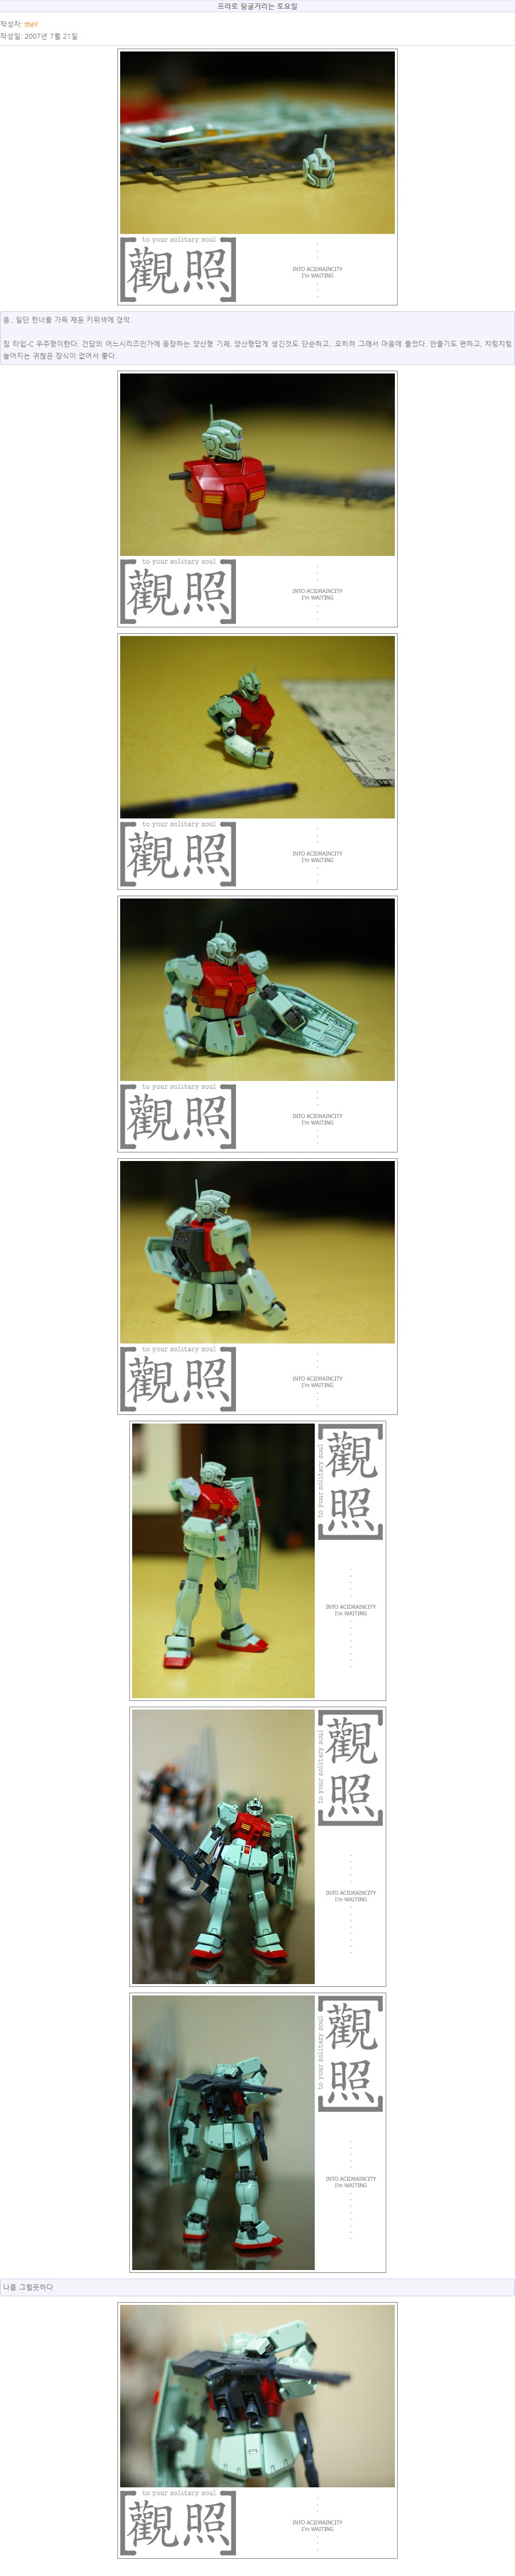 프라로 뒹굴거리는 토요일
작성자: theY
작성일: 2007년 7월 21일
to your solitary soul
觀照
INTO ACIDRAINCITY
I'm WAITING
음.. 일단 런너를 가득 채운 키위색에 경악.
짐 타입-C 우주형이란다. 건담의 어느시리즈인가에 등장하는 양산형 기체, 양산형답게 생긴것도 단순하고.. 오히려 그래서 마음에 들었다. 만들기도 편하고, 치렁치렁
늘어지는 귀찮은 장식이 없어서 좋다.
to your solitary soul
觀照
INTO ACIDRAINCITY
I'm WAITING
to your solitary soul
觀照
INTO ACIDRAINCITY
I'm WAITING
to your solitary soul
觀照
INTO ACIDRAINCITY
I'm WAITING
to your solitary soul
觀照
INTO ACIDRAINCITY
I'm WAITING
to your solitary soul
觀照
INTO ACIDRAINCITY
I'm WAITING
to your solitary soul
觀照
INTO ACIDRAINCITY
I'm WAITING
to your solitary soul
觀照
INTO ACIDRAINCITY
I'm WAITING
나름 그럴듯하다
to your solitary soul
觀照
INTO ACIDRAINCITY
I'm WAITING